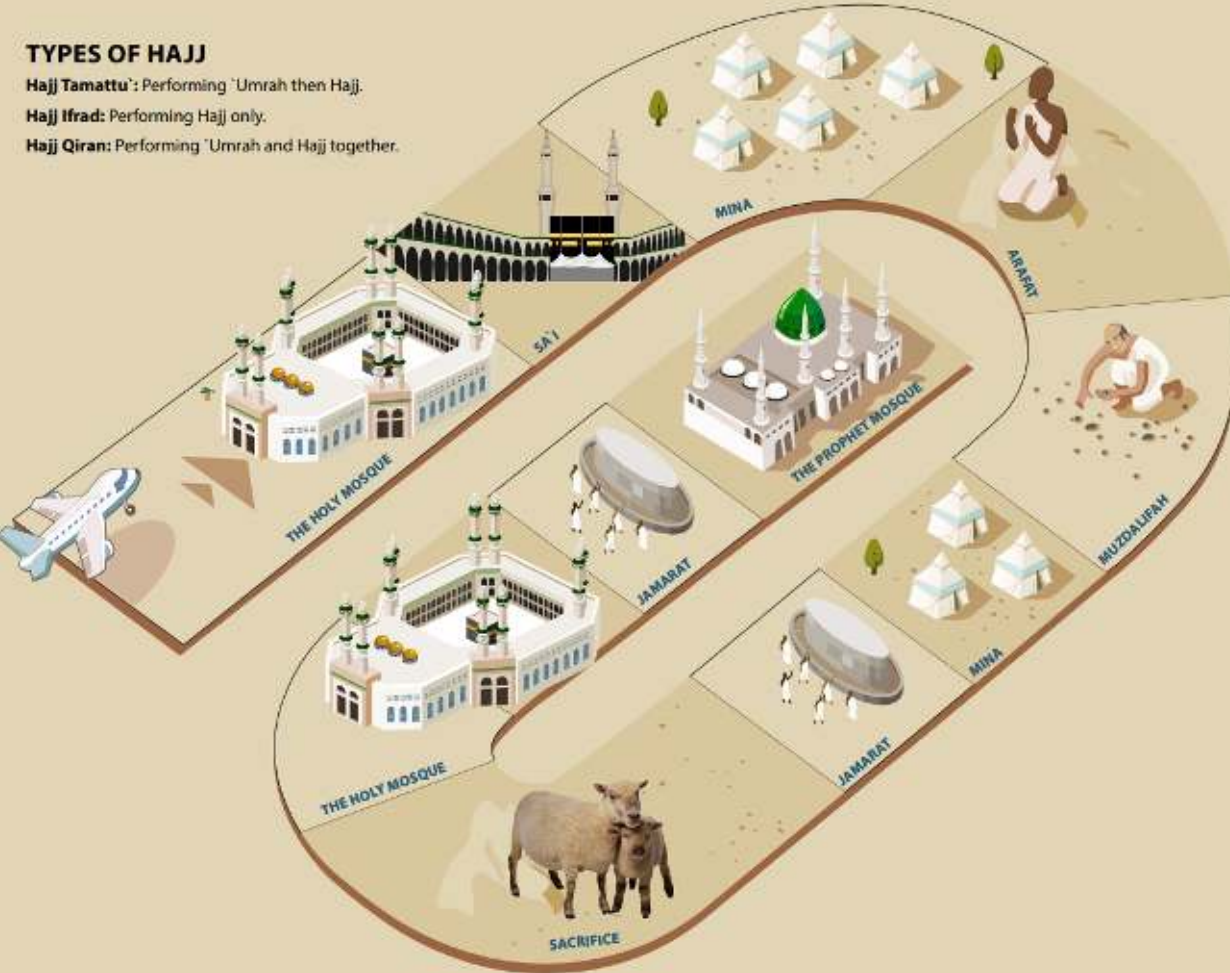 TYPES OF HAJJ
Hajj Tamattu`: Performing `Umrah then Hajj.
Hajj Ifrad: Performing Hajj only.
Hajj Qiran: Performing `Umrah and Hajj together.
THE HOLY MOSQUE
SA`I
MINA
ARAFAT
MUZDALIFAH
MINA
JAMARAT
SACRIFICE
THE HOLY MOSQUE
JAMARAT
THE PROPHET MOSQUE